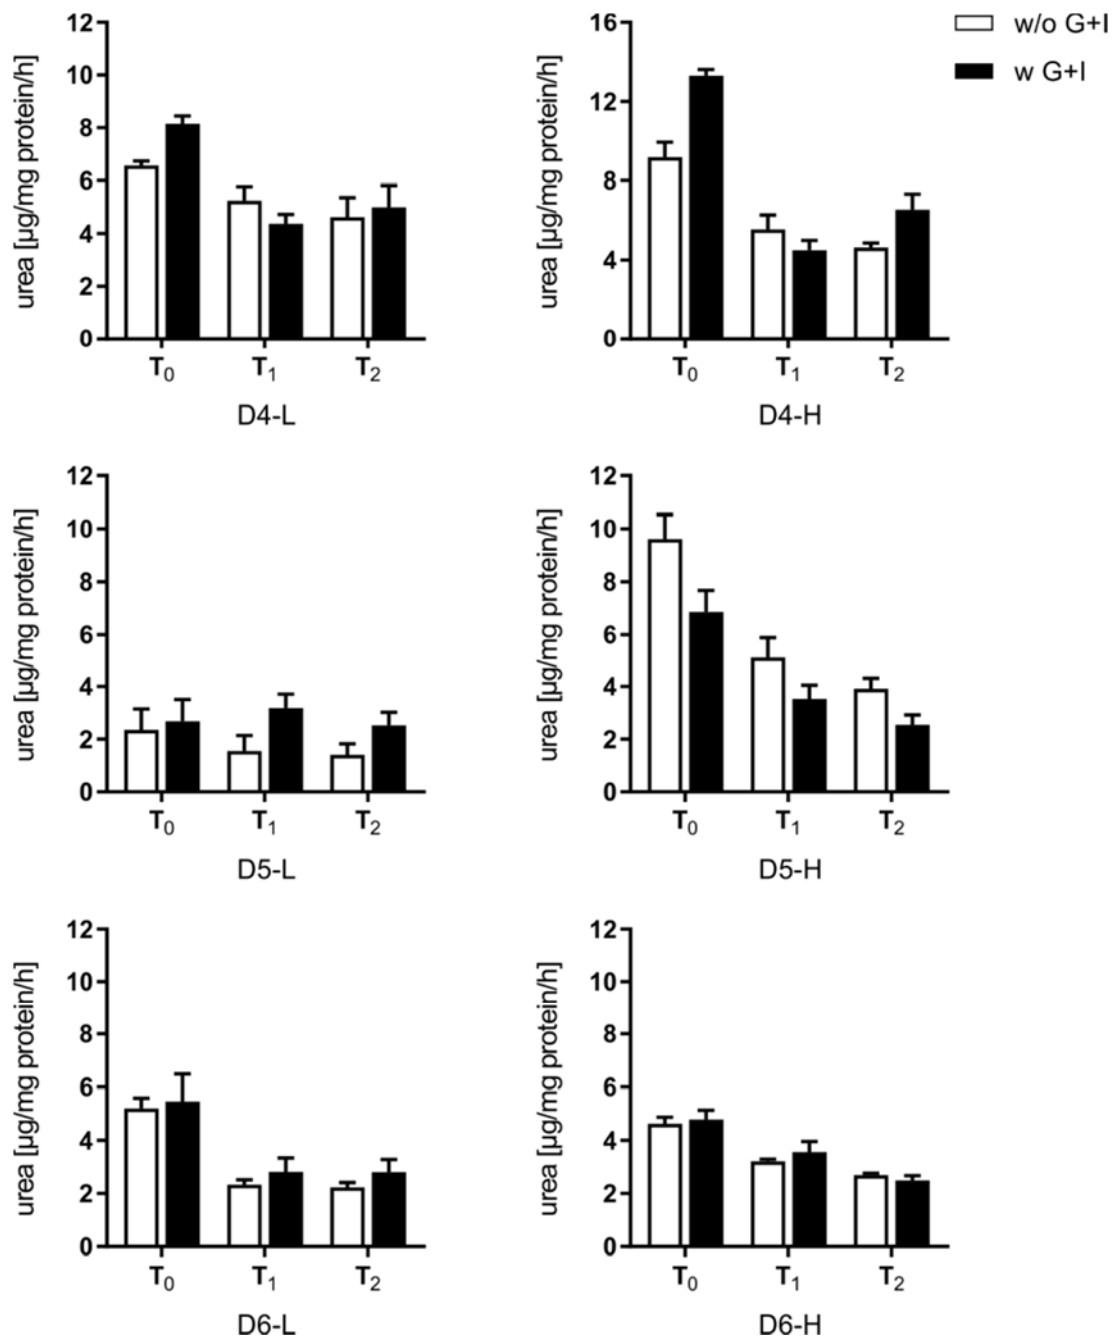 w/o G+I
w G+I
urea [µg/mg protein/h]
12
10
8
6
4
2
0
T0
T1
T2
D4-L
urea [µg/mg protein/h]
16
12
8
4
0
T0
T1
T2
D4-H
urea [µg/mg protein/h]
12
10
8
6
4
2
0
T0
T1
T2
D5-L
urea [µg/mg protein/h]
12
10
8
6
4
2
0
T0
T1
T2
D5-H
urea [µg/mg protein/h]
12
10
8
6
4
2
0
T0
T1
T2
D6-L
urea [µg/mg protein/h]
12
10
8
6
4
2
0
T0
T1
T2
D6-H